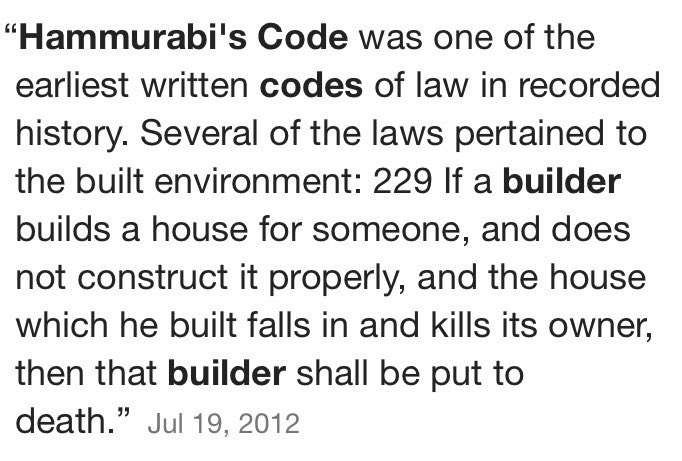 “Hammurabi's Code was one of the
earliest written codes of law in recorded
history. Several of the laws pertained to
the built environment: 229 If a builder
builds a house for someone, and does
not construct it properly, and the house
which he built falls in and kills its owner,
then that builder shall be put to
death.” Jul 19, 2012